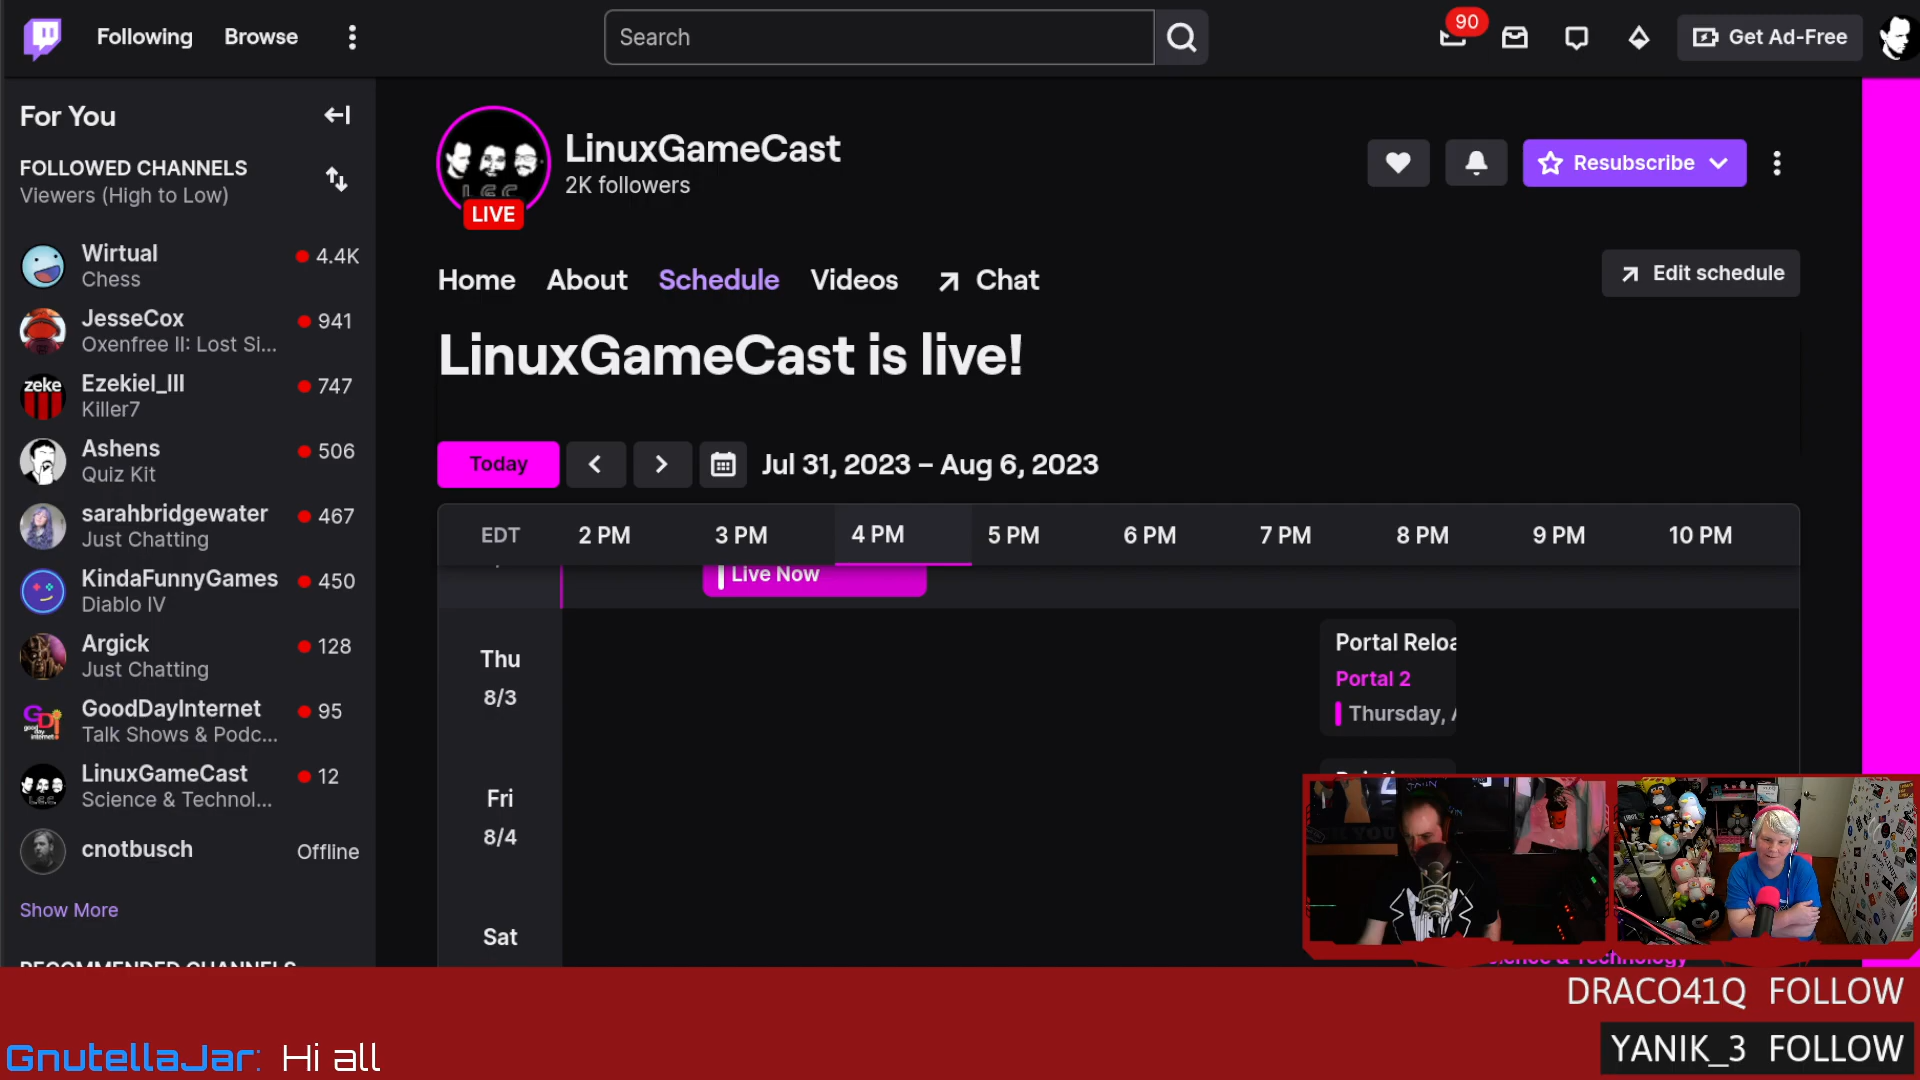 Following
Browse
Search
90
Get Ad-Free
For You
FOLLOWED CHANNELS
Viewers (High to Low)
Wirtual
4.4K
Chess
JesseCox
941
Oxenfree II: Lost Si...
zeke
Ezekiel_III
747
Killer7
Ashens
506
Quiz Kit
sarahbridgewater
467
Just Chatting
KindaFunnyGames
450
Diablo IV
Argick
128
Just Chatting
GoodDayInternet
95
Talk Shows & Podc...
LinuxGameCast
12
Science & Technol...
cnotbusch
Offline
Show More
RECOMMENDED CHANNELS
LGC
LIVE
LinuxGameCast
2K followers
Resubscribe
Home
About
Schedule
Videos
Chat
Edit schedule
LinuxGameCast is live!
Today
Jul 31, 2023 – Aug 6, 2023
EDT
2 PM
3 PM
4 PM
5 PM
6 PM
7 PM
8 PM
9 PM
10 PM
Live Now
Thu
8/3
Portal Reloa
Portal 2
Thursday, A
Fri
8/4
Sat
Science & Technology
DRACO41Q FOLLOW
YANIK_3 FOLLOW
GnutellaJar: Hi all